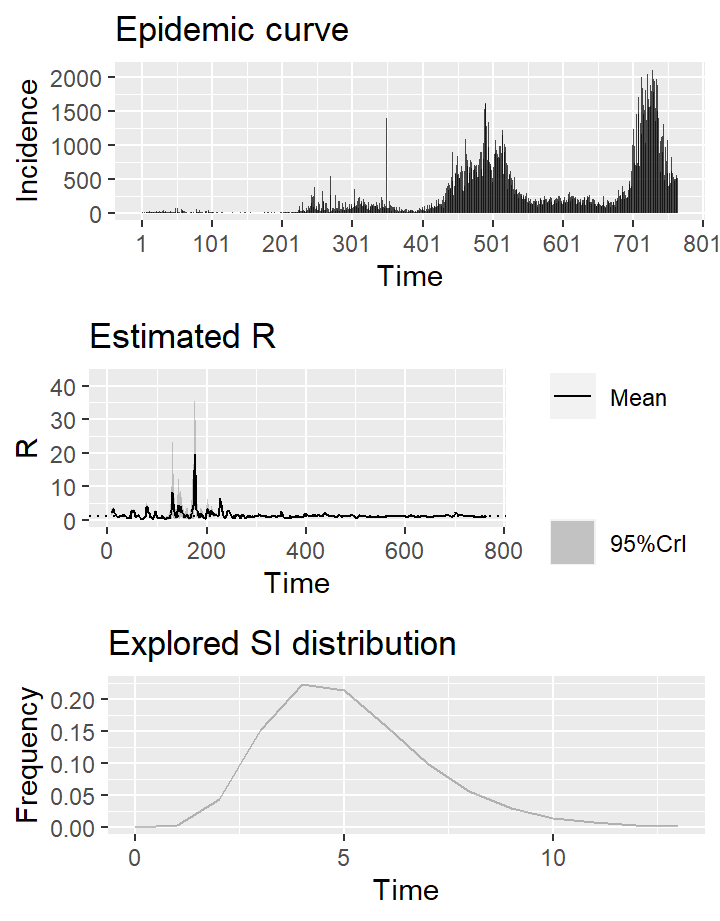 Epidemic curve
Incidence
2000
1500
1000
500
0
1 101 201 301 401 501 601 701 801
Time
Estimated R
R
40
30
20
10
0
0 200 400 600 800
Time
Mean
95%CrI
Explored SI distribution
Frequency
0.20
0.15
0.10
0.05
0.00
0 5 10
Time